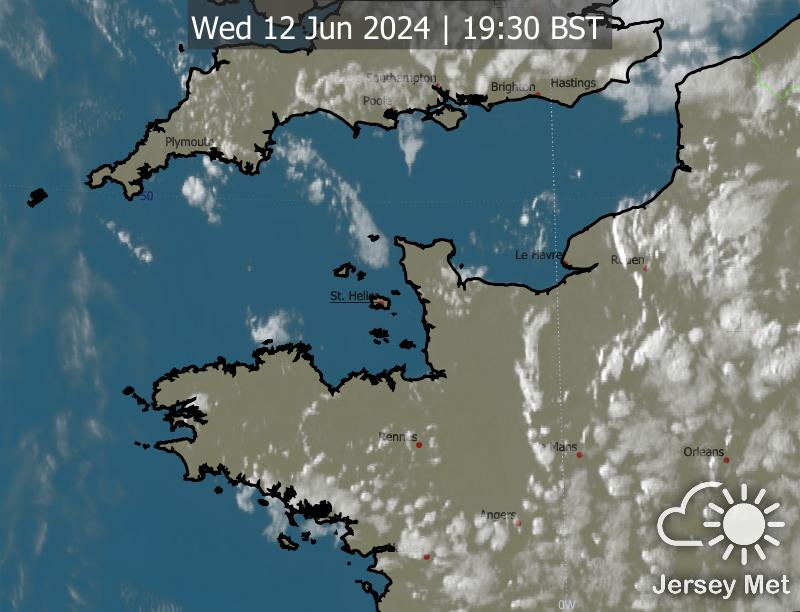 Wed 12 Jun 2024 | 19:30 BST
Southampton
Poole
Brighton
Hastings
Plymouth
50
Le Havre
Rouen
St. Helier
Rennes
Mans
Orleans
Angers
Jersey Met
0W